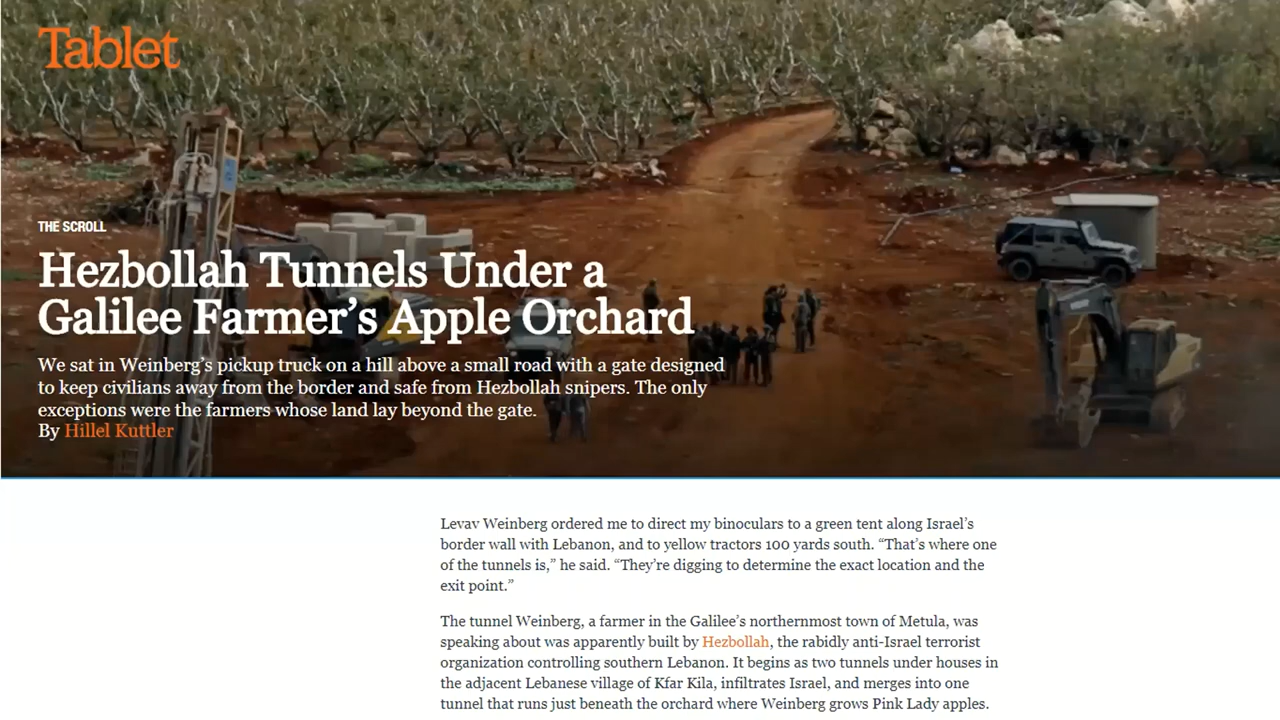 Tablet
THE SCROLL
Hezbollah Tunnels Under a
Galilee Farmer’s Apple Orchard
We sat in Weinberg’s pickup truck on a hill above a small road with a gate designed
to keep civilians away from the border and safe from Hezbollah snipers. The only
exceptions were the farmers whose land lay beyond the gate.
By Hillel Kuttler
Levav Weinberg ordered me to direct my binoculars to a green tent along Israel’s
border wall with Lebanon, and to yellow tractors 100 yards south. “That’s where one
of the tunnels is,” he said. “They’re digging to determine the exact location and the
exit point.”
The tunnel Weinberg, a farmer in the Galilee’s northernmost town of Metula, was
speaking about was apparently built by Hezbollah, the rabidly anti-Israel terrorist
organization controlling southern Lebanon. It begins as two tunnels under houses in
the adjacent Lebanese village of Kfar Kila, infiltrates Israel, and merges into one
tunnel that runs just beneath the orchard where Weinberg grows Pink Lady apples.